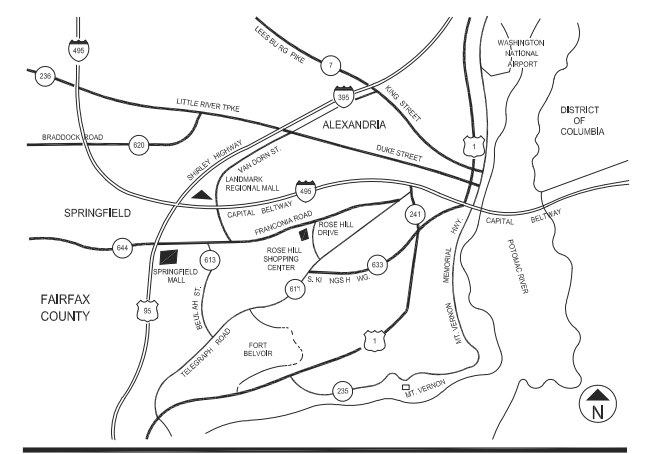 495
236
LEESBURG PIKE
7
WASHINGTON
NATIONAL
AIRPORT
LITTLE RIVER TPKE
395
KING STREET
ALEXANDRIA
DISTRICT
OF
COLUMBIA
BRADDOCK ROAD
620
SHIRLEY HIGHWAY
VAN DORN ST.
DUKE STREET
1
LANDMARK
REGIONAL MALL
495
SPRINGFIELD
CAPITAL BELTWAY
FRANCONIA ROAD
241
CAPITAL BELTWAY
644
613
ROSE HILL
DRIVE
ROSE HILL
SHOPPING
CENTER
633
S. KINGS HWG.
MT. VERNON MEMORIAL HWY.
POTOMAC RIVER
SPRINGFIELD
MALL
611
FAIRFAX
COUNTY
95
BEULAH ST.
TELEGRAPH ROAD
FORT
BELVOIR
1
235
MT. VERNON
N